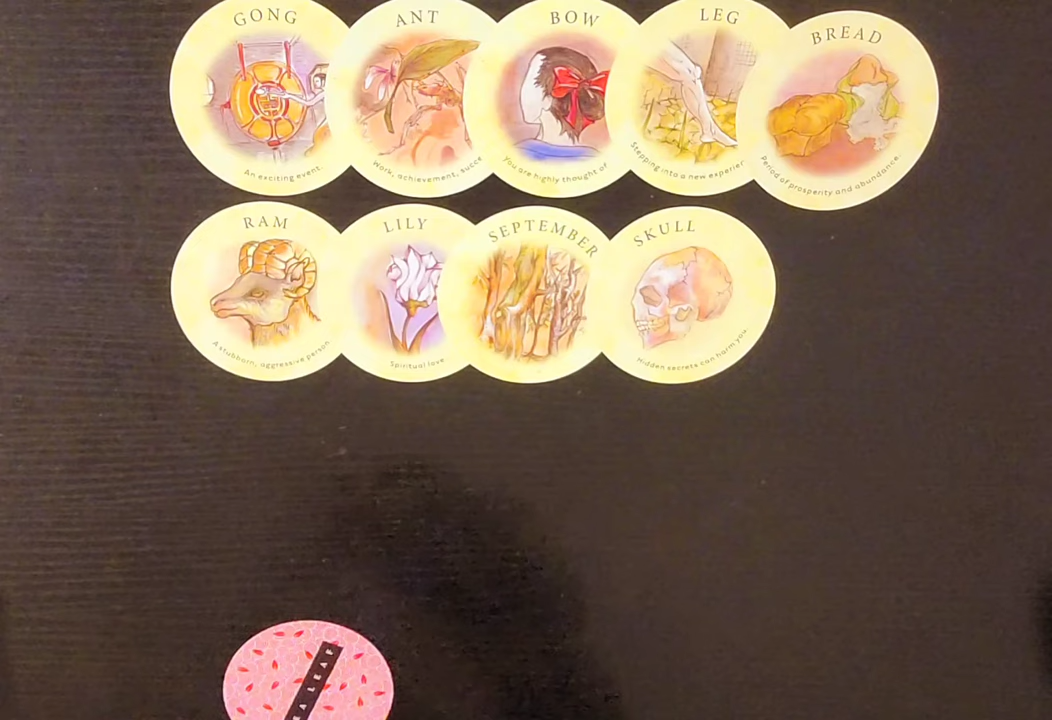 GONG
An exciting event.
ANT
Work, achievement, succe
BOW
You are highly thought of
LEG
Stepping into a new experier
BREAD
Period of prosperity and abundance.
RAM
A stubborn, aggressive person.
LILY
Spiritual love.
SEPTEMBER
SKULL
Hidden secrets can harm you.
A LEAF